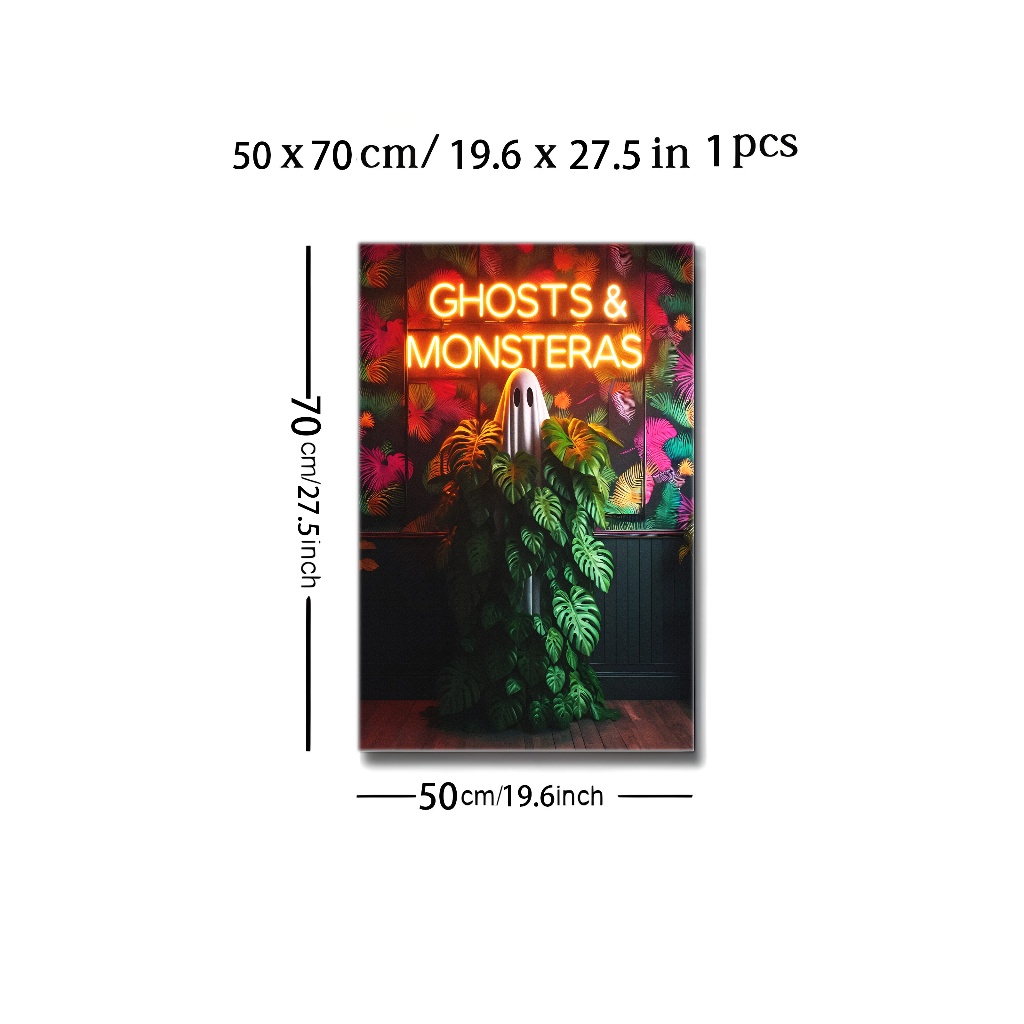 50 x 70 cm/ 19.6 x 27.5 in 1 pcs
GHOSTS &
MONSTERAS
70cm/27.5inch
50cm/19.6inch